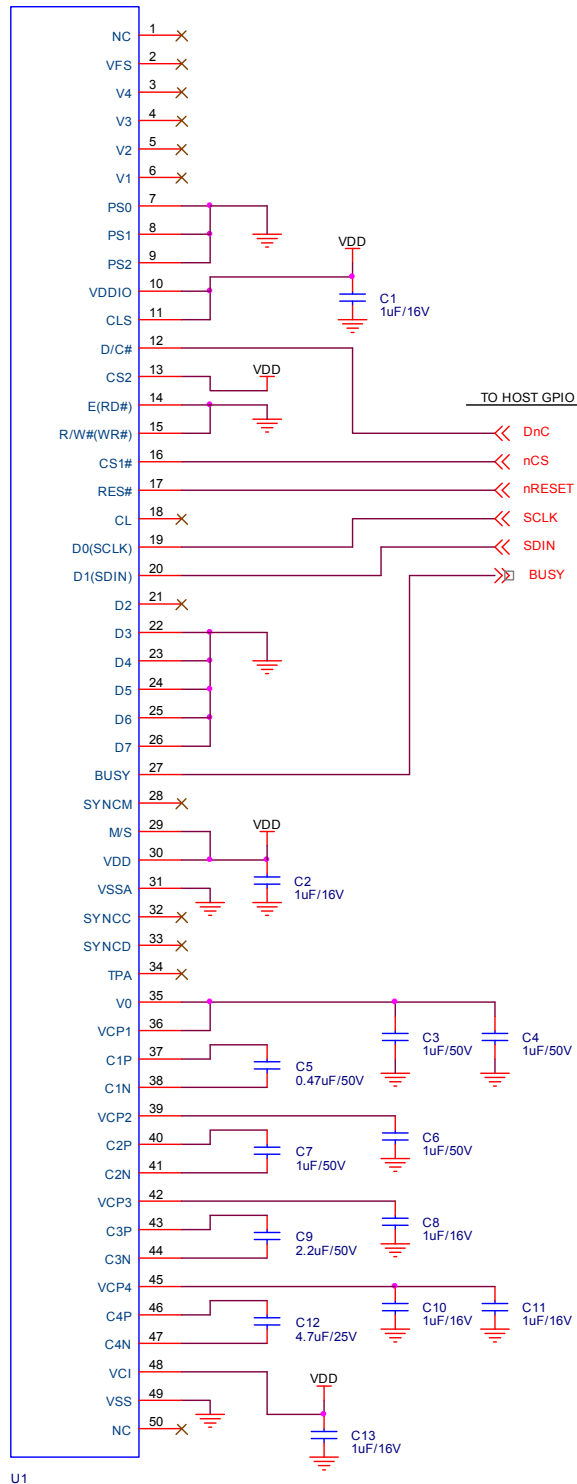 NC 1
VFS 2
V4 3
V3 4
V2 5
V1 6
PS0 7
PS1 8
PS2 9
VDD
VDDIO 10
C1
1uF/16V
CLS 11
D/C# 12
CS2 13
VDD
TO HOST GPIO
E(RD#) 14
R/W#(WR#) 15
DnC
CS1# 16
nCS
RES# 17
nRESET
CL 18
SCLK
D0(SCLK) 19
SDIN
D1(SDIN) 20
BUSY
D2 21
D3 22
D4 23
D5 24
D6 25
D7 26
BUSY 27
SYNCM 28
M/S 29
VDD
VDD 30
C2
1uF/16V
VSSA 31
SYNCC 32
SYNCD 33
TPA 34
V0 35
VCP1 36
C3
1uF/50V
C4
1uF/50V
C1P 37
C5
0.47uF/50V
C1N 38
VCP2 39
C6
1uF/50V
C2P 40
C7
1uF/50V
C2N 41
VCP3 42
C8
1uF/16V
C3P 43
C9
2.2uF/50V
C3N 44
VCP4 45
C10
1uF/16V
C11
1uF/16V
C4P 46
C12
4.7uF/25V
C4N 47
VCI 48
VDD
VSS 49
NC 50
C13
1uF/16V
U1